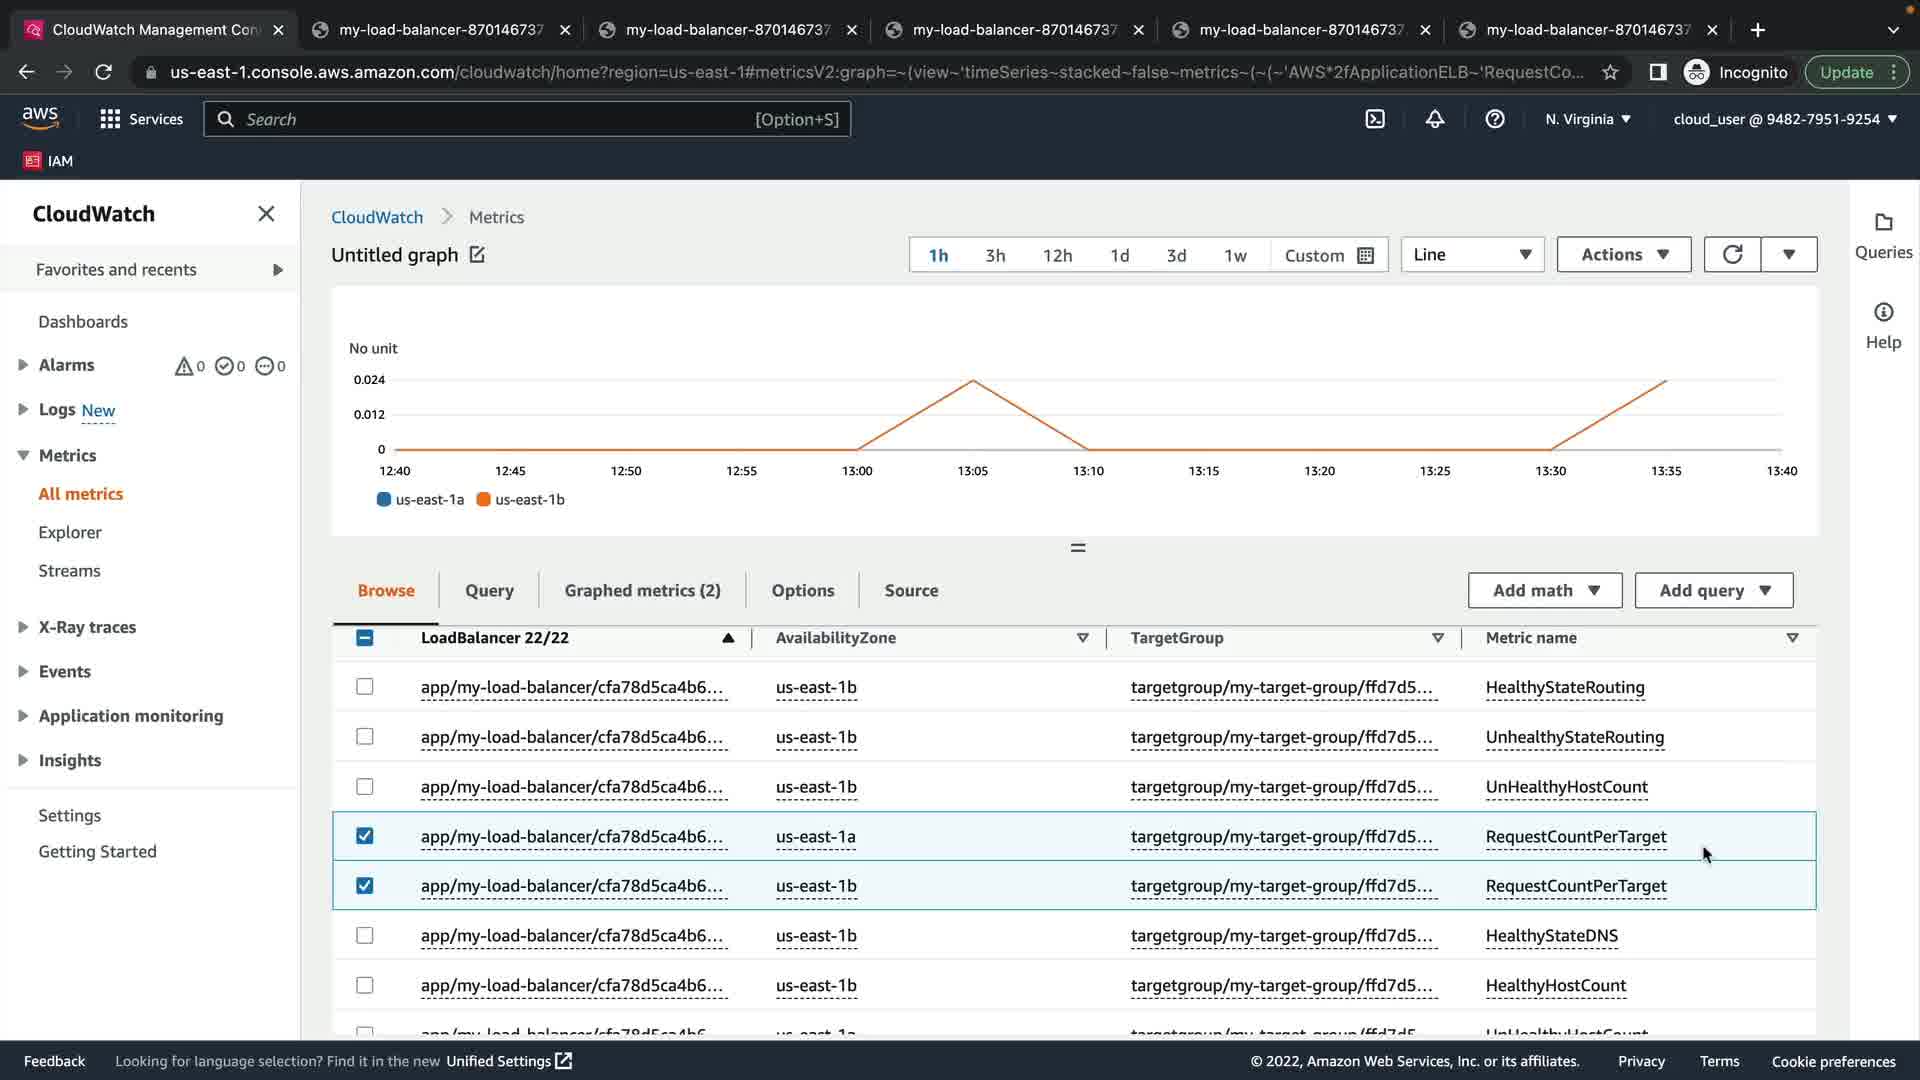 CloudWatch Management Con
my-load-balancer-870146737
my-load-balancer-870146737
my-load-balancer-870146737
my-load-balancer-870146737
my-load-balancer-870146737
us-east-1.console.aws.amazon.com/cloudwatch/home?region=us-east-1#metricsV2:graph=~(view~'timeSeries~stacked~false~metrics~(~(~'AWS*2fApplicationELB~'RequestCo...
Incognito
Update
aws
Services
Search
[Option+S]
N. Virginia
cloud_user @ 9482-7951-9254
IAM
CloudWatch
Favorites and recents
Dashboards
Alarms 0 0 0
Logs New
Metrics
All metrics
Explorer
Streams
X-Ray traces
Events
Application monitoring
Insights
Settings
Getting Started
CloudWatch Metrics
Untitled graph
1h 3h 12h 1d 3d 1w Custom
Line
Actions
Queries
Help
No unit
0.024
0.012
0
12:40 12:45 12:50 12:55 13:00 13:05 13:10 13:15 13:20 13:25 13:30 13:35 13:40
us-east-1a us-east-1b
Browse Query Graphed metrics (2) Options Source
Add math
Add query
LoadBalancer 22/22 AvailabilityZone TargetGroup Metric name
app/my-load-balancer/cfa78d5ca4b6... us-east-1b targetgroup/my-target-group/ffd7d5... HealthyStateRouting
app/my-load-balancer/cfa78d5ca4b6... us-east-1b targetgroup/my-target-group/ffd7d5... UnhealthyStateRouting
app/my-load-balancer/cfa78d5ca4b6... us-east-1b targetgroup/my-target-group/ffd7d5... UnHealthyHostCount
app/my-load-balancer/cfa78d5ca4b6... us-east-1a targetgroup/my-target-group/ffd7d5... RequestCountPerTarget
app/my-load-balancer/cfa78d5ca4b6... us-east-1b targetgroup/my-target-group/ffd7d5... RequestCountPerTarget
app/my-load-balancer/cfa78d5ca4b6... us-east-1b targetgroup/my-target-group/ffd7d5... HealthyStateDNS
app/my-load-balancer/cfa78d5ca4b6... us-east-1b targetgroup/my-target-group/ffd7d5... HealthyHostCount
app/my-load-balancer/cfa78d5ca4b6... us-east-1a targetgroup/my-target-group/ffd7d5... UnHealthyHostCount
Feedback Looking for language selection? Find it in the new Unified Settings
© 2022, Amazon Web Services, Inc. or its affiliates. Privacy Terms Cookie preferences